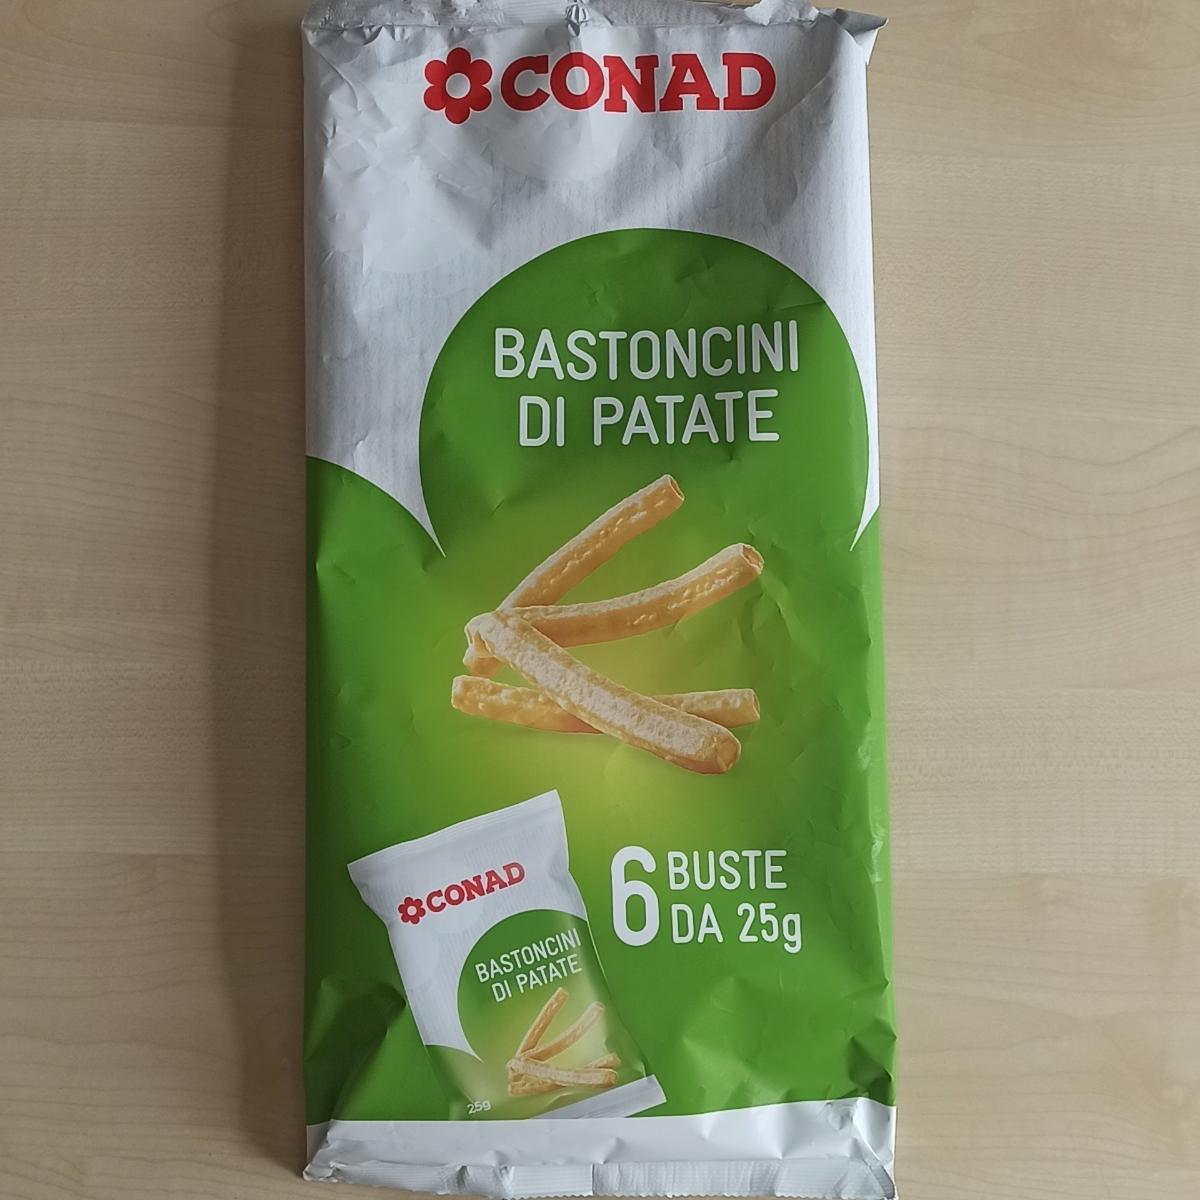 CONAD
BASTONCINI
DI PATATE
6 BUSTE
DA 25g
CONAD
BASTONCINI
DI PATATE
25g